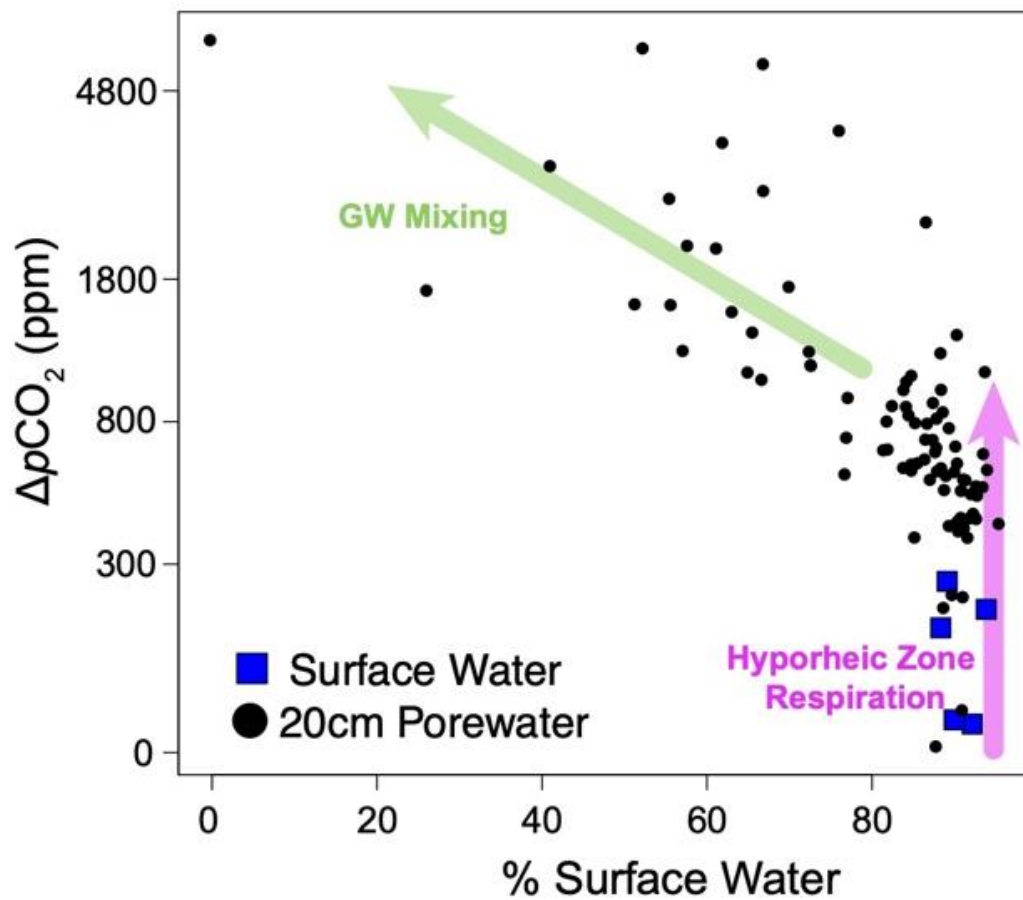 4800
1800
800
300
0
ΔpCO₂ (ppm)
GW Mixing
Hyporheic Zone
Respiration
Surface Water
20cm Porewater
0 20 40 60 80
% Surface Water